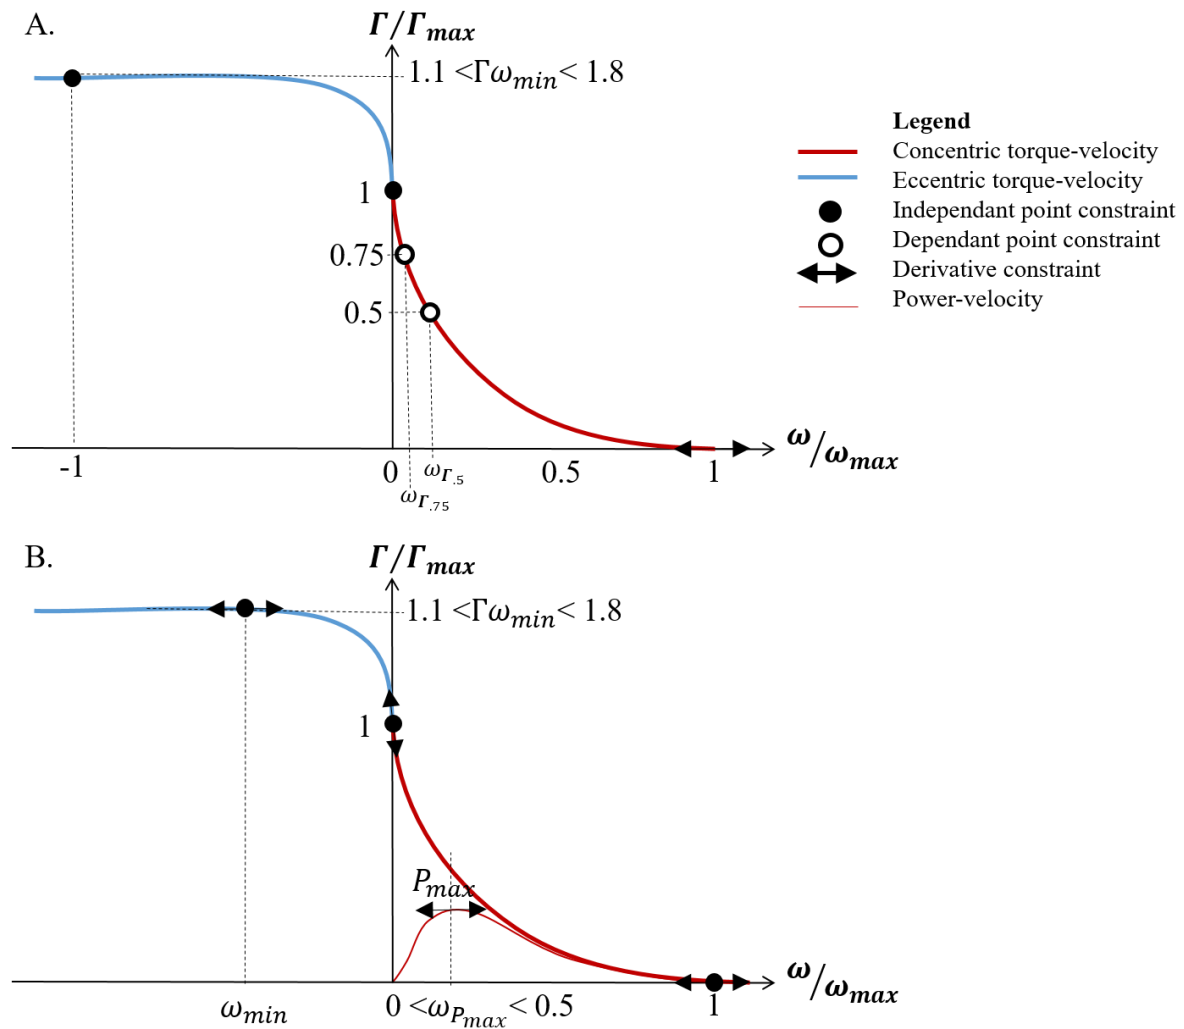 A.
Γ/Γmax
1.1 <Γωmin< 1.8
Legend
Concentric torque-velocity
Eccentric torque-velocity
Independant point constraint
Dependant point constraint
Derivative constraint
Power-velocity
1
0.75
0.5
ω/ωmax
-1
0
ωΓ.5
0.5
1
ωΓ.75
B.
Γ/Γmax
1.1 <Γωmin< 1.8
1
Pmax
ω/ωmax
ωmin
0 <ωPmax< 0.5
1